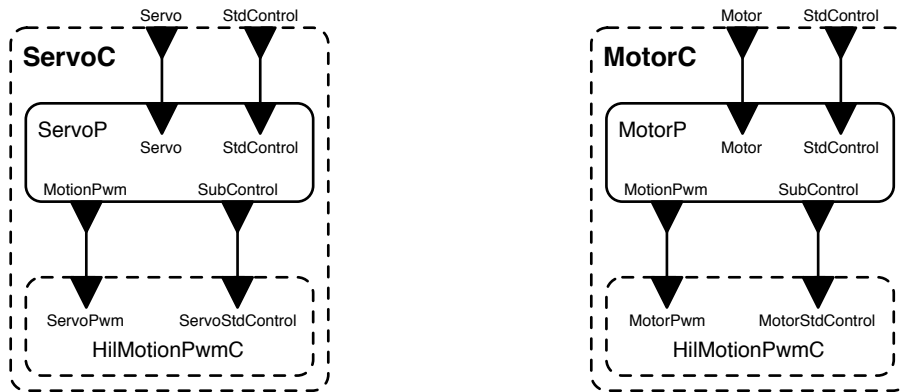 Servo StdControl
ServoC
ServoP
Servo StdControl
MotionPwm SubControl
ServoPwm ServoStdControl
HilMotionPwmC
Motor StdControl
MotorC
MotorP
Motor StdControl
MotionPwm SubControl
MotorPwm MotorStdControl
HilMotionPwmC